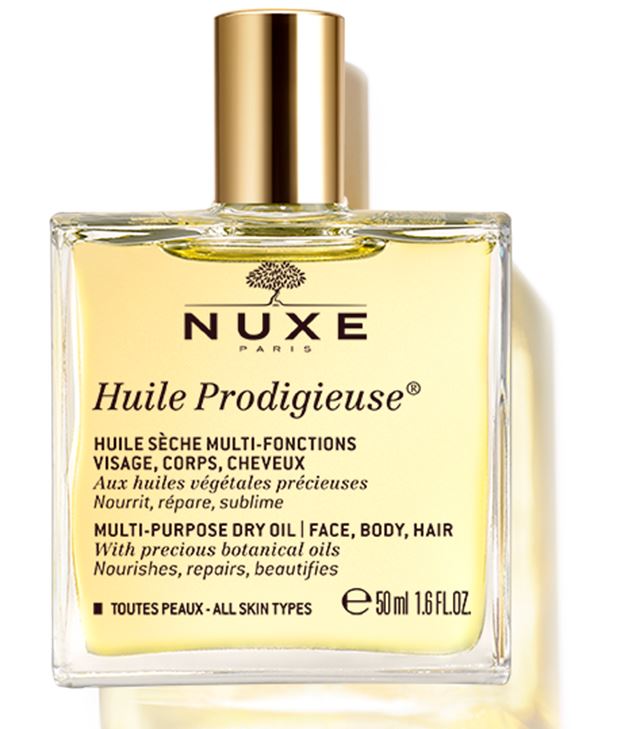 NUXE
PARIS
Huile Prodigieuse®
HUILE SÈCHE MULTI-FONCTIONS
VISAGE, CORPS, CHEVEUX
Aux huiles végétales précieuses
Nourrit, répare, sublime
MULTI-PURPOSE DRY OIL | FACE, BODY, HAIR
With precious botanical oils
Nourishes, repairs, beautifies
■ TOUTES PEAUX - ALL SKIN TYPES ℮ 50 ml 1.6 FL.OZ.